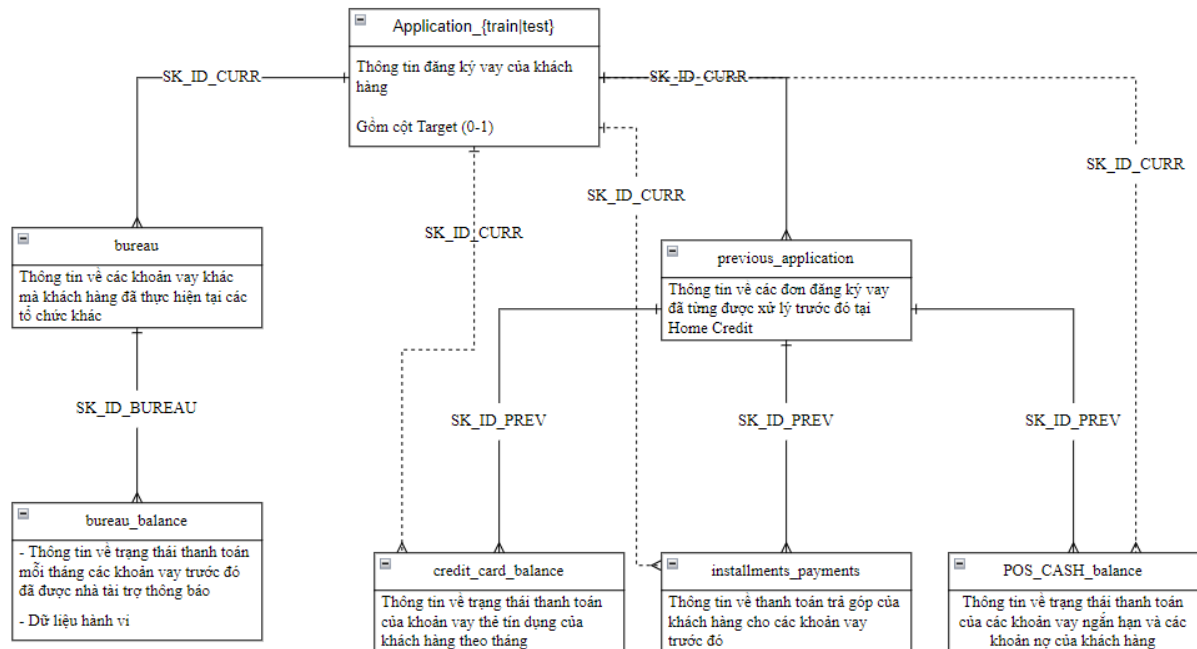 Application_{train|test}
Thông tin đăng ký vay của khách
hàng
Gồm cột Target (0-1)
SK_ID_CURR
SK_ID_CURR
SK_ID_CURR
SK_ID_CURR
SK_ID_CURR
bureau
Thông tin về các khoản vay khác
mà khách hàng đã thực hiện tại các
tổ chức khác
previous_application
Thông tin về các đơn đăng ký vay
đã từng được xử lý trước đó tại
Home Credit
SK_ID_BUREAU
SK_ID_PREV
SK_ID_PREV
SK_ID_PREV
bureau_balance
- Thông tin về trạng thái thanh toán
mỗi tháng các khoản vay trước đó
đã được nhà tài trợ thông báo
- Dữ liệu hành vi
credit_card_balance
Thông tin về trạng thái thanh toán
của khoản vay thẻ tín dụng của
khách hàng theo tháng
installments_payments
Thông tin về thanh toán trả góp của
khách hàng cho các khoản vay
trước đó
POS_CASH_balance
Thông tin về trạng thái thanh toán
của các khoản vay ngắn hạn và các
khoản nợ của khách hàng